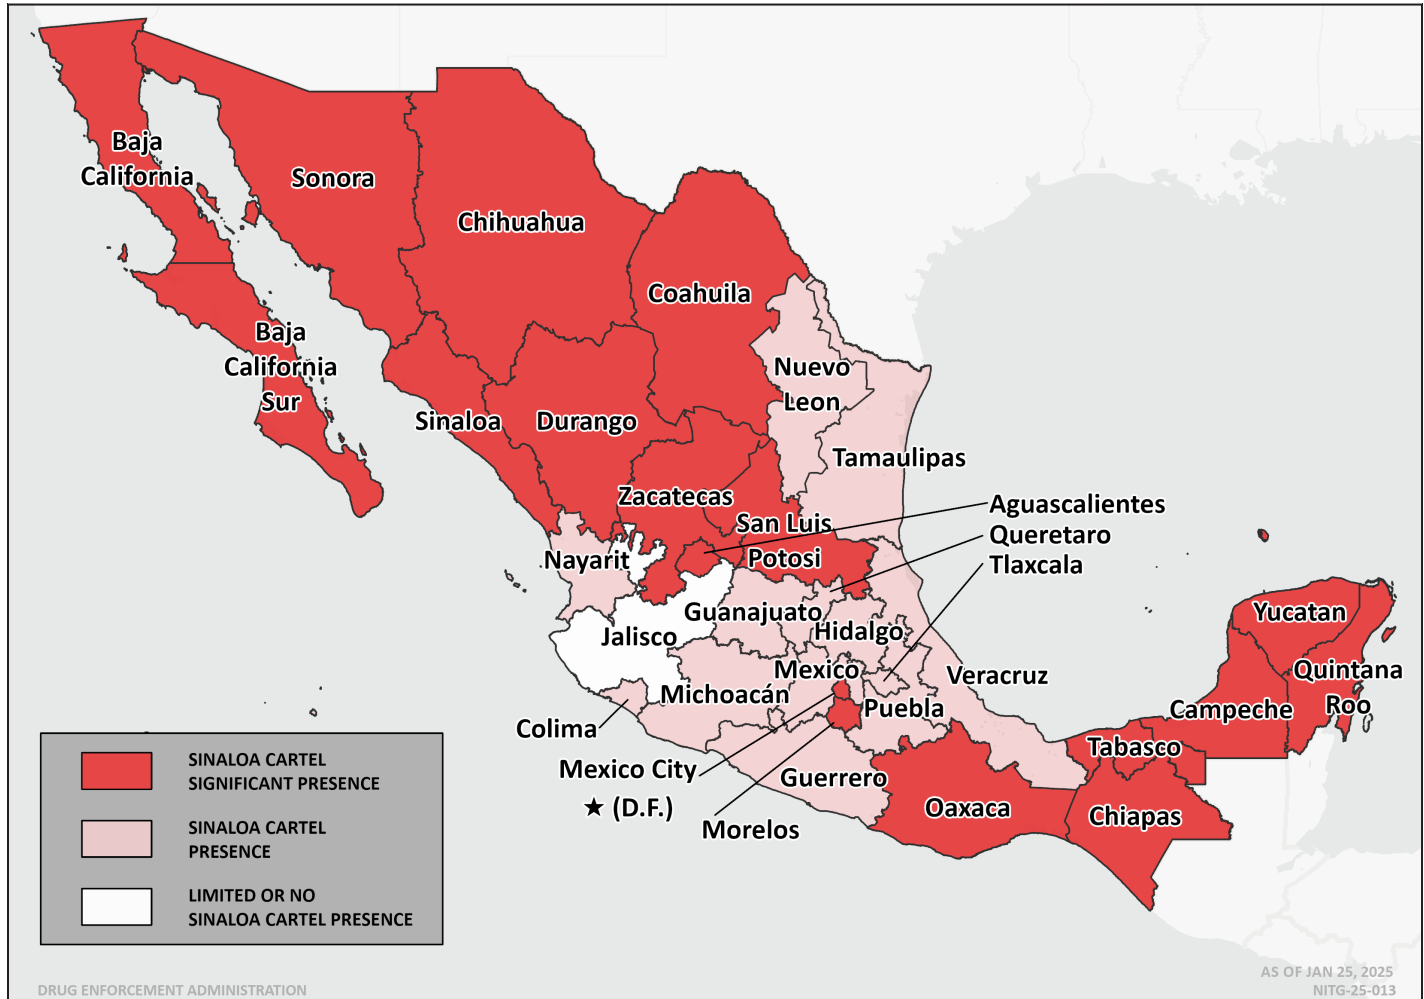 Baja
California
Sonora
Chihuahua
Coahuila
Baja
California
Sur
Nuevo
Leon
Sinaloa
Durango
Tamaulipas
Zacatecas
Aguascalientes
San Luis
Potosi
Queretaro
Tlaxcala
Nayarit
Guanajuato
Yucatan
Jalisco
Hidalgo
Mexico
Veracruz
Quintana
Roo
Michoacán
Puebla
Campeche
Colima
Tabasco
Mexico City
★ (D.F.)
Guerrero
Oaxaca
Chiapas
Morelos
SINALOA CARTEL
SIGNIFICANT PRESENCE
SINALOA CARTEL
PRESENCE
LIMITED OR NO
SINALOA CARTEL PRESENCE
DRUG ENFORCEMENT ADMINISTRATION
AS OF JAN 25, 2025
NITG-25-013